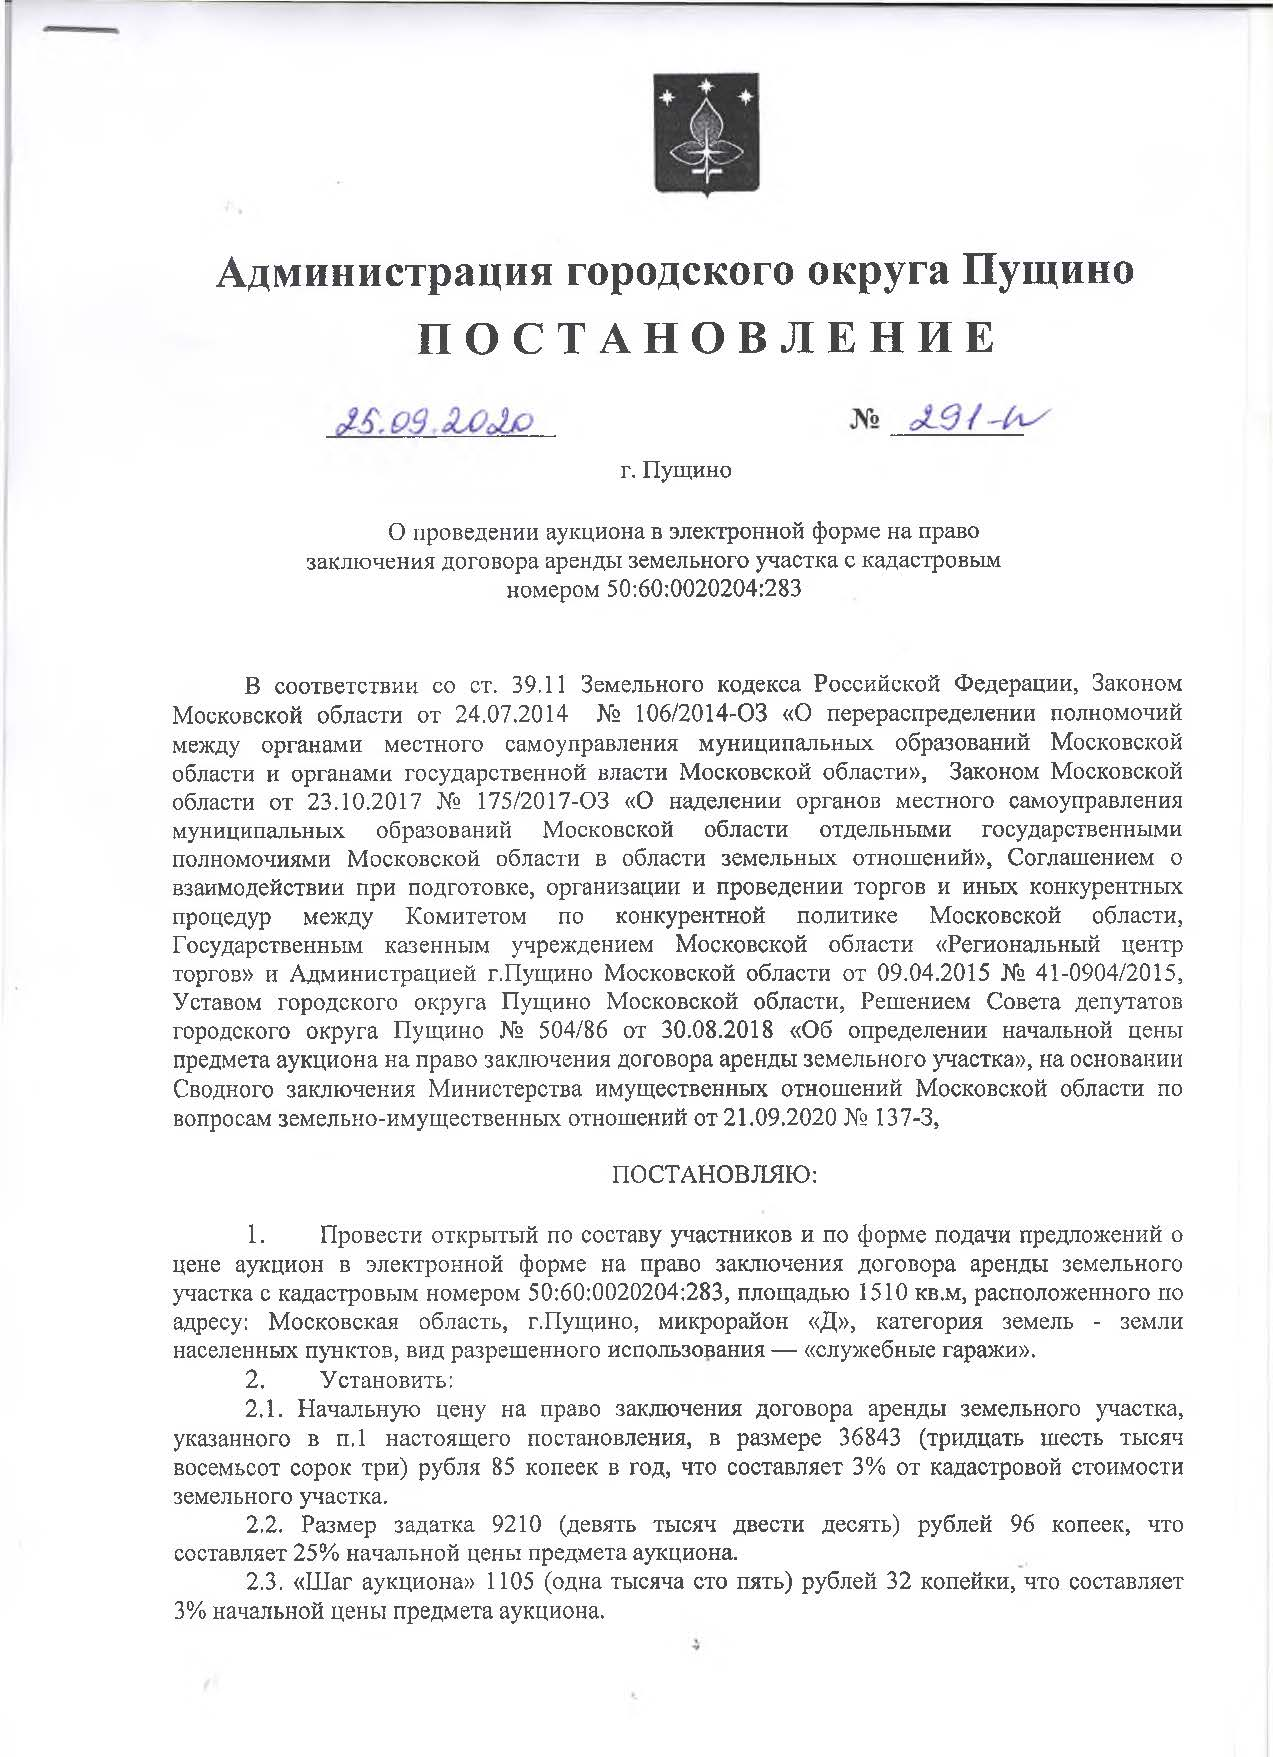 Администрация городского округа Пущино
П О С Т А Н О В Л Е Н И Е
25.09.2020 № 291-п
г. Пущино
О проведении аукциона в электронной форме на право
заключения договора аренды земельного участка с кадастровым
номером 50:60:0020204:283
В соответствии со ст. 39.11 Земельного кодекса Российской Федерации, Законом
Московской области от 24.07.2014 № 106/2014-ОЗ «О перераспределении полномочий
между органами местного самоуправления муниципальных образований Московской
области и органами государственной власти Московской области», Законом Московской
области от 23.10.2017 № 175/2017-ОЗ «О наделении органов местного самоуправления
муниципальных образований Московской области отдельными государственными
полномочиями Московской области в области земельных отношений», Соглашением о
взаимодействии при подготовке, организации и проведении торгов и иных конкурентных
процедур между Комитетом по конкурентной политике Московской области,
Государственным казенным учреждением Московской области «Региональный центр
торгов» и Администрацией г.Пущино Московской области от 09.04.2015 № 41-0904/2015,
Уставом городского округа Пущино Московской области, Решением Совета депутатов
городского округа Пущино № 504/86 от 30.08.2018 «Об определении начальной цены
предмета аукциона на право заключения договора аренды земельного участка», на основании
Сводного заключения Министерства имущественных отношений Московской области по
вопросам земельно-имущественных отношений от 21.09.2020 № 137-З,
ПОСТАНОВЛЯЮ:
1. Провести открытый по составу участников и по форме подачи предложений о
цене аукцион в электронной форме на право заключения договора аренды земельного
участка с кадастровым номером 50:60:0020204:283, площадью 1510 кв.м, расположенного по
адресу: Московская область, г.Пущино, микрорайон «Д», категория земель - земли
населенных пунктов, вид разрешенного использования — «служебные гаражи».
2. Установить:
2.1. Начальную цену на право заключения договора аренды земельного участка,
указанного в п.1 настоящего постановления, в размере 36843 (тридцать шесть тысяч
восемьсот сорок три) рубля 85 копеек в год, что составляет 3% от кадастровой стоимости
земельного участка.
2.2. Размер задатка 9210 (девять тысяч двести десять) рублей 96 копеек, что
составляет 25% начальной цены предмета аукциона.
2.3. «Шаг аукциона» 1105 (одна тысяча сто пять) рублей 32 копейки, что составляет
3% начальной цены предмета аукциона.